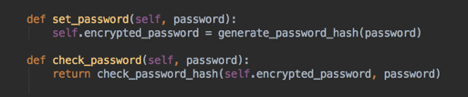 def set_password(self, password):
    self.encrypted_password = generate_password_hash(password)
def check_password(self, password):
    return check_password_hash(self.encrypted_password, password)